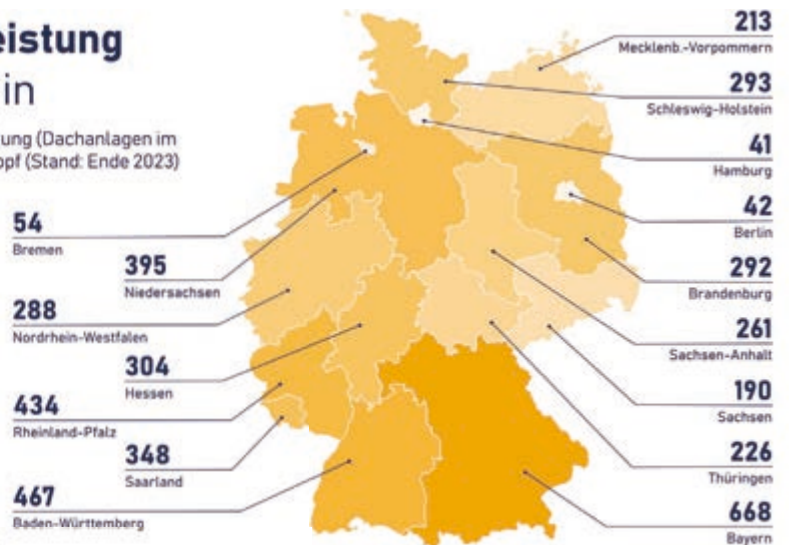 eistung
in
ung (Dachanlagen im
opf (Stand: Ende 2023)
54
Bremen
395
Niedersachsen
288
Nordrhein-Westfalen
304
Hessen
434
Rheinland-Pfalz
348
Saarland
467
Baden-Württemberg
213
Mecklenb.-Vorpommern
293
Schleswig-Holstein
41
Hamburg
42
Berlin
292
Brandenburg
261
Sachsen-Anhalt
190
Sachsen
226
Thüringen
668
Bayern